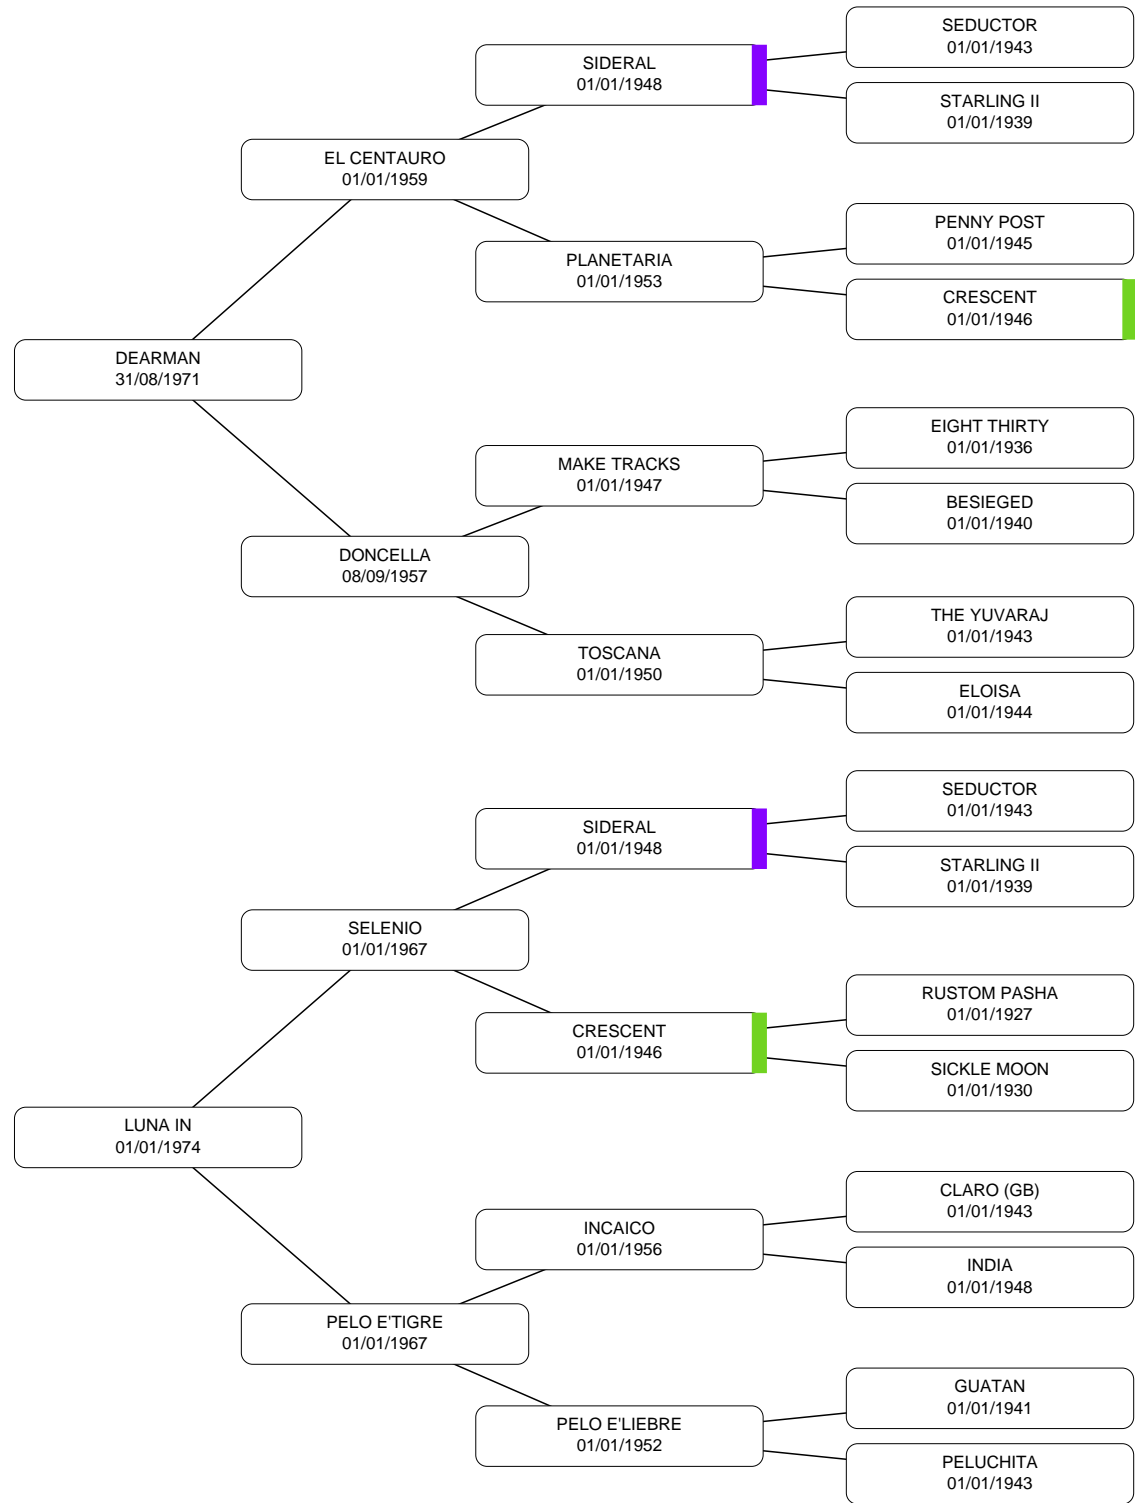 SEDUCTOR
01/01/1943
SIDERAL
01/01/1948
STARLING II
01/01/1939
EL CENTAURO
01/01/1959
PENNY POST
01/01/1945
PLANETARIA
01/01/1953
CRESCENT
01/01/1946
DEARMAN
31/08/1971
EIGHT THIRTY
01/01/1936
MAKE TRACKS
01/01/1947
BESIEGED
01/01/1940
DONCELLA
08/09/1957
THE YUVARAJ
01/01/1943
TOSCANA
01/01/1950
ELOISA
01/01/1944
SEDUCTOR
01/01/1943
SIDERAL
01/01/1948
STARLING II
01/01/1939
SELENIO
01/01/1967
RUSTOM PASHA
01/01/1927
CRESCENT
01/01/1946
SICKLE MOON
01/01/1930
LUNA IN
01/01/1974
CLARO (GB)
01/01/1943
INCAICO
01/01/1956
INDIA
01/01/1948
PELO E'TIGRE
01/01/1967
GUATAN
01/01/1941
PELO E'LIEBRE
01/01/1952
PELUCHITA
01/01/1943